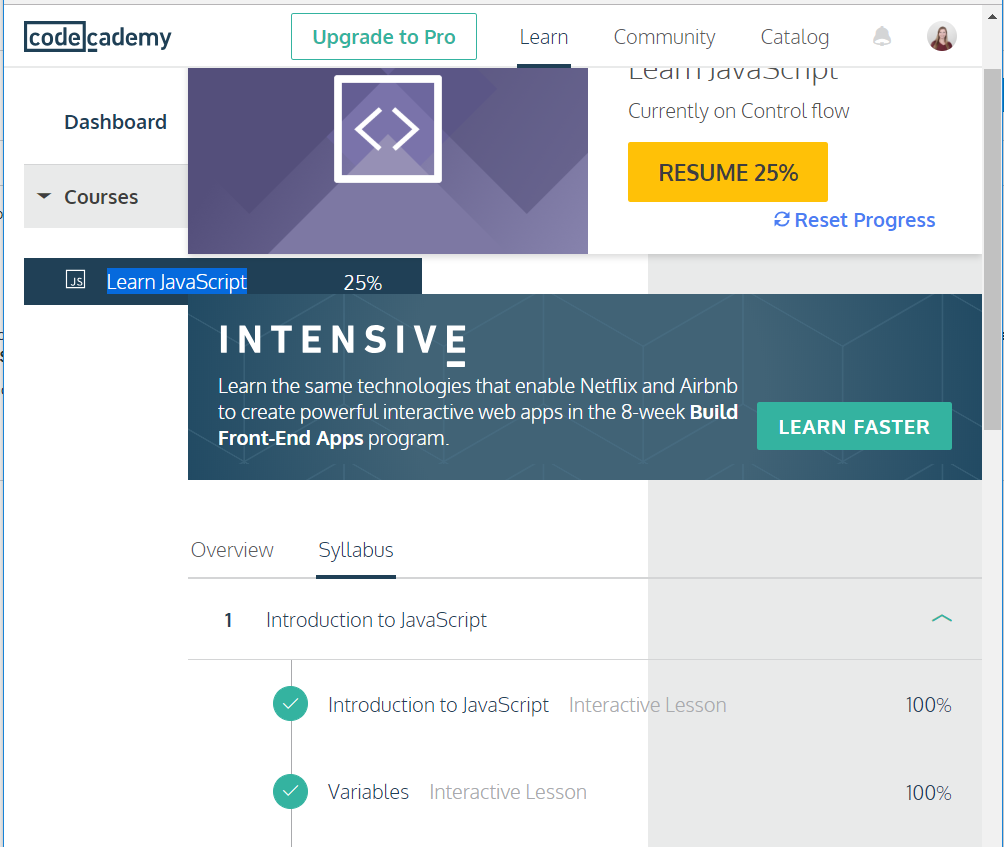 codecademy
Upgrade to Pro
Learn
Community
Catalog
Learn JavaScript
Currently on Control flow
Dashboard
RESUME 25%
Courses
Reset Progress
JS
Learn JavaScript
25%
INTENSIVE
Learn the same technologies that enable Netflix and Airbnb
to create powerful interactive web apps in the 8-week Build
Front-End Apps program.
LEARN FASTER
Overview
Syllabus
1 Introduction to JavaScript
Introduction to JavaScript Interactive Lesson 100%
Variables Interactive Lesson 100%